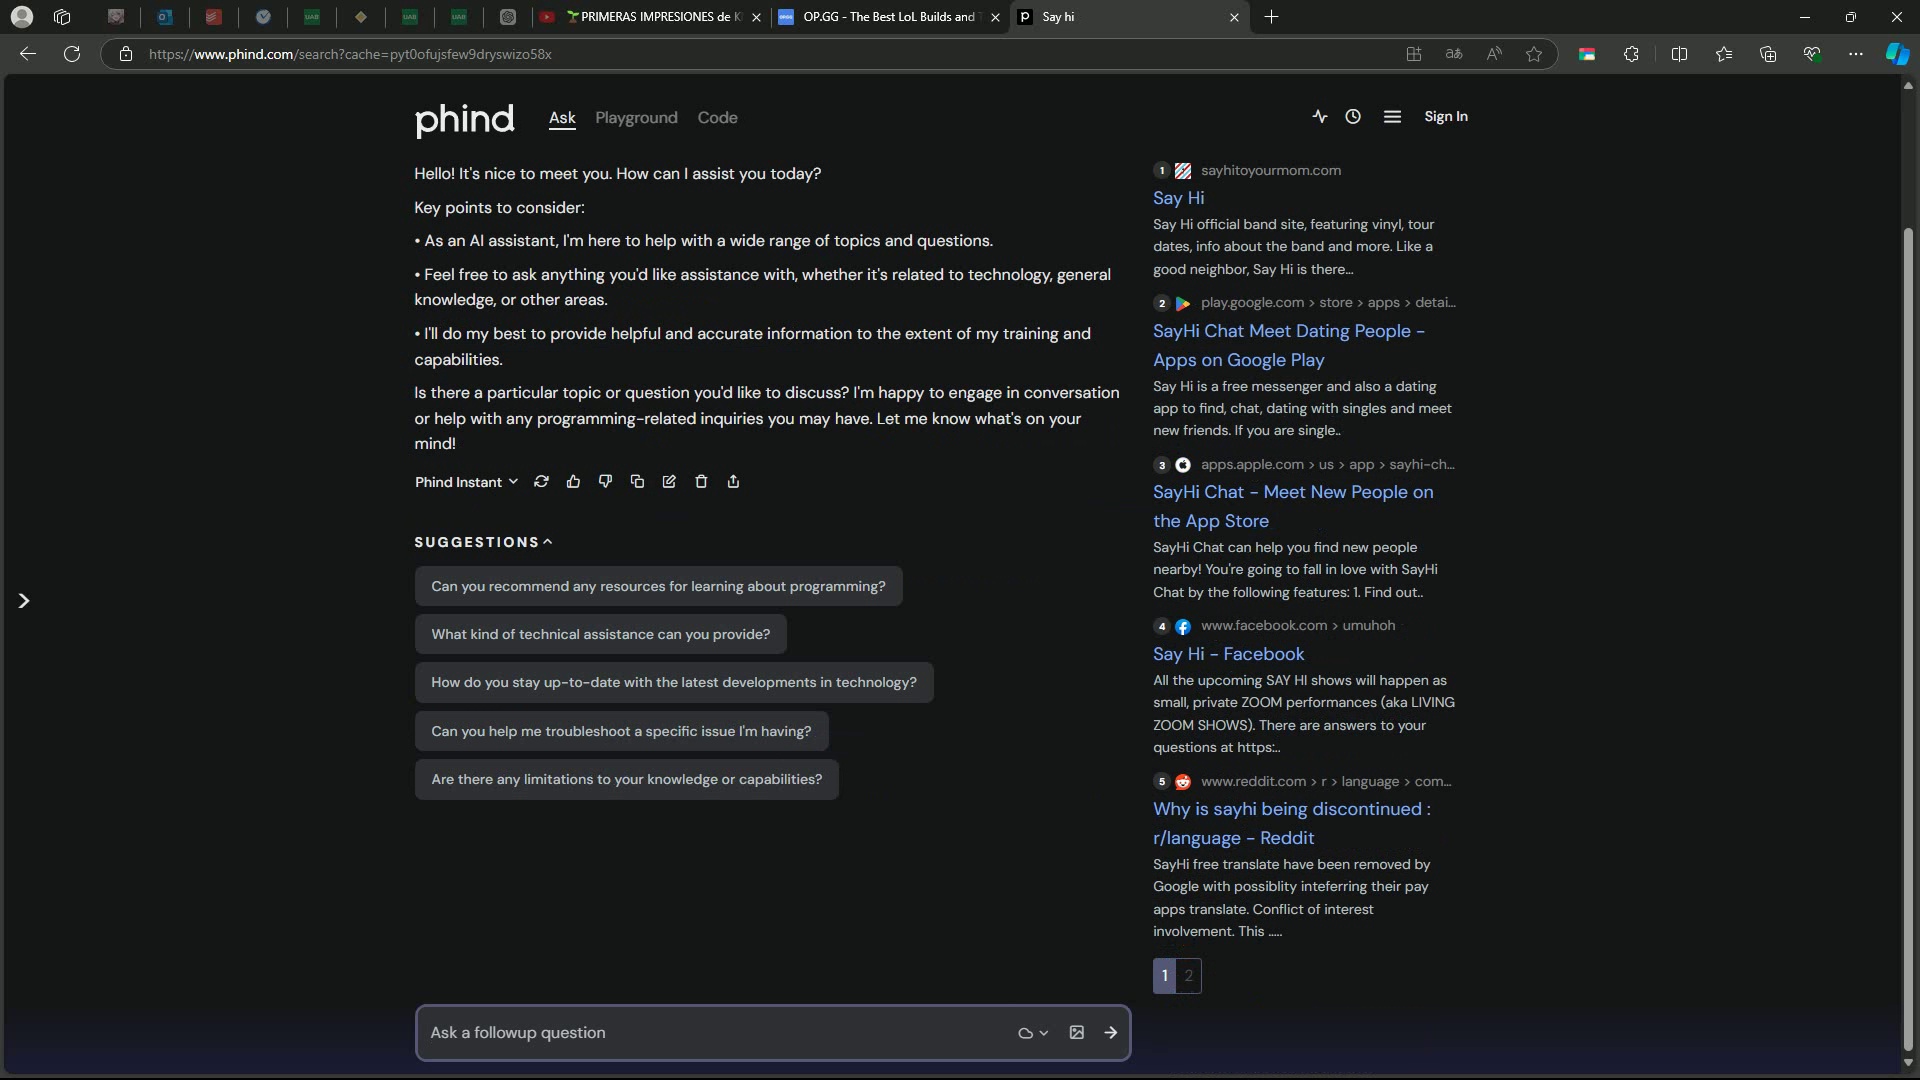 PRIMERAS IMPRESIONES de K
OP.GG - The Best LoL Builds and T
Say hi
https://www.phind.com/search?cache=pyt0ofujsfew9dryswizo58x
phind
Ask Playground Code
Sign In
Hello! It's nice to meet you. How can I assist you today?
Key points to consider:
• As an AI assistant, I'm here to help with a wide range of topics and questions.
• Feel free to ask anything you'd like assistance with, whether it's related to technology, general
knowledge, or other areas.
• I'll do my best to provide helpful and accurate information to the extent of my training and
capabilities.
Is there a particular topic or question you'd like to discuss? I'm happy to engage in conversation
or help with any programming-related inquiries you may have. Let me know what's on your
mind!
Phind Instant
SUGGESTIONS
Can you recommend any resources for learning about programming?
What kind of technical assistance can you provide?
How do you stay up-to-date with the latest developments in technology?
Can you help me troubleshoot a specific issue I'm having?
Are there any limitations to your knowledge or capabilities?
Ask a followup question
1 sayhitoyourmom.com
Say Hi
Say Hi official band site, featuring vinyl, tour
dates, info about the band and more. Like a
good neighbor, Say Hi is there...
2 play.google.com > store > apps > detai...
SayHi Chat Meet Dating People -
Apps on Google Play
Say Hi is a free messenger and also a dating
app to find, chat, dating with singles and meet
new friends. If you are single..
3 apps.apple.com > us > app > sayhi-ch...
SayHi Chat - Meet New People on
the App Store
SayHi Chat can help you find new people
nearby! You're going to fall in love with SayHi
Chat by the following features: 1. Find out..
4 www.facebook.com > umuhoh
Say Hi - Facebook
All the upcoming SAY HI shows will happen as
small, private ZOOM performances (aka LIVING
ZOOM SHOWS). There are answers to your
questions at https:..
5 www.reddit.com > r > language > com...
Why is sayhi being discontinued :
r/language - Reddit
SayHi free translate have been removed by
Google with possiblity inteferring their pay
apps translate. Conflict of interest
involvement. This .....
1 2